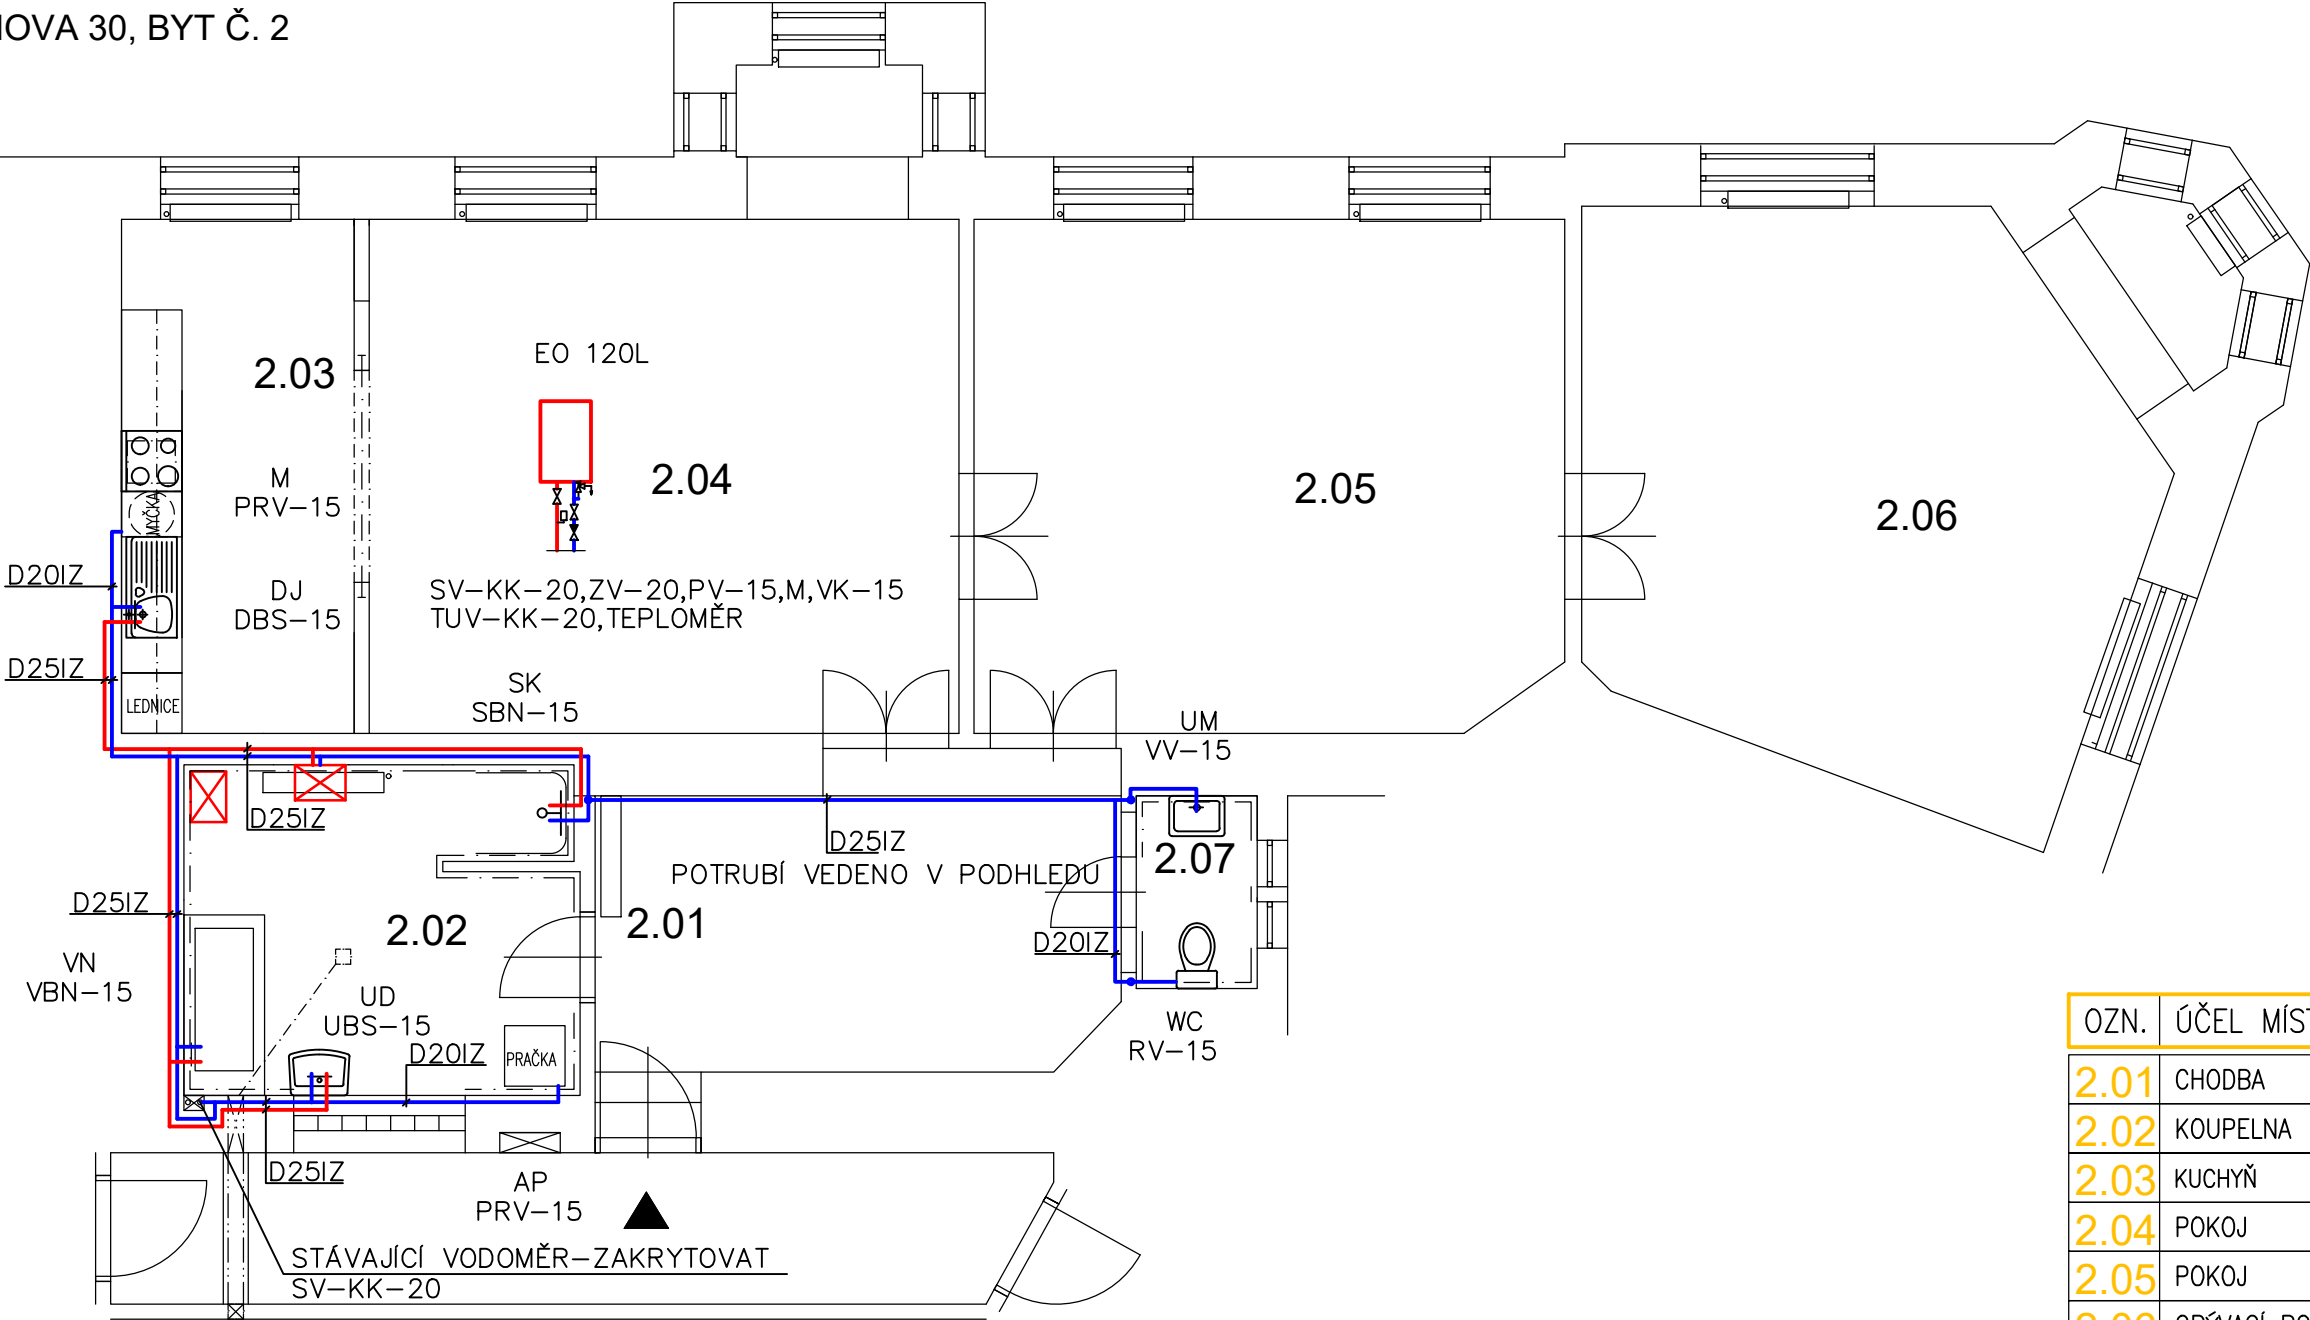 BYT Č. 2
30,
2.03
EO 120L
2.04
2.05
2.06
M
PRV-15
MYČKA
D20IZ
DJ
DBS-15
SV-KK-20,ZV-20,PV-15,M,VK-15
TUV-KK-20,TEPLOMĚR
D25IZ
LEDNICE
SK
SBN-15
UM
VV-15
D25IZ
D25IZ
POTRUBÍ VEDENO V PODHLEDU
2.07
D25IZ
2.02
2.01
D20IZ
VN
VBN-15
UD
UBS-15
D20IZ
PRAČKA
WC
RV-15
D25IZ
AP
PRV-15
STÁVAJÍCÍ VODOMĚR-ZAKRYTOVAT
SV-KK-20
OZN. ÚČEL
2.01 CHODBA
2.02 KOUPELNA
2.03 KUCHYŇ
2.04 POKOJ
2.05 POKOJ